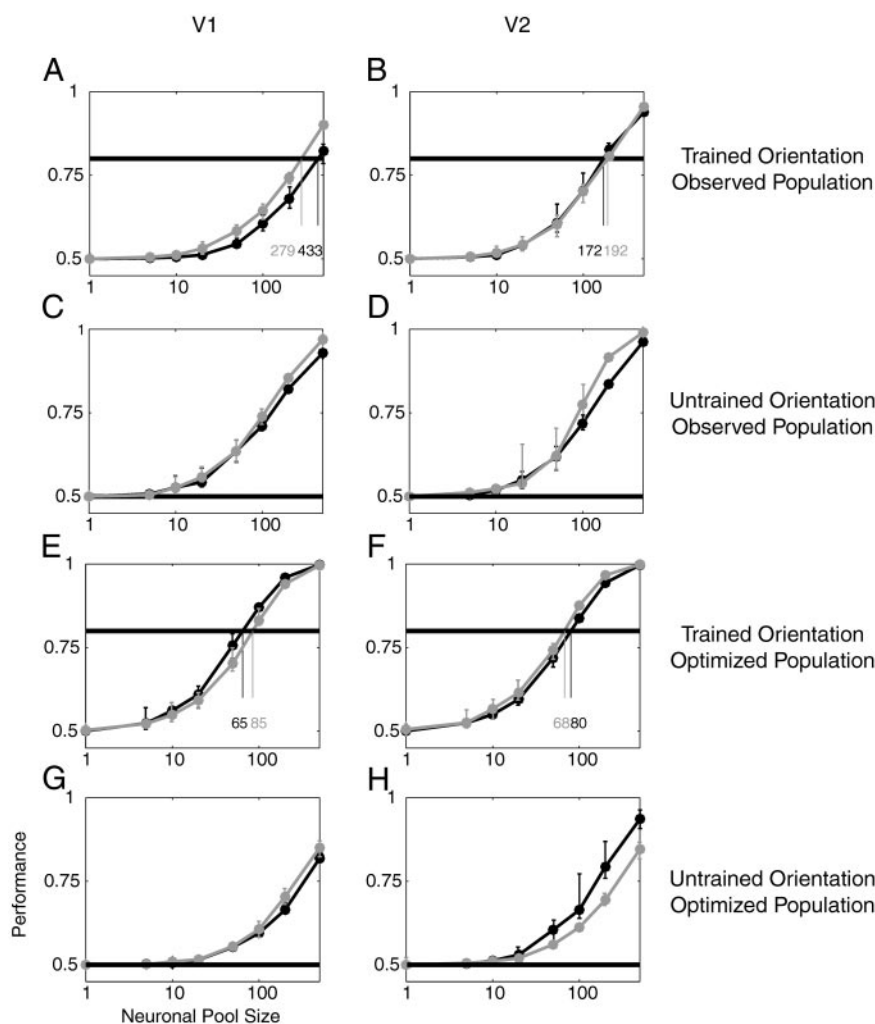 V1
V2
A
B
1
0.75
0.5
279 433
1
10
100
1
0.75
0.5
172 192
1
10
100
Trained Orientation
Observed Population
C
D
1
0.75
0.5
1
10
100
1
0.75
0.5
1
10
100
Untrained Orientation
Observed Population
E
F
1
0.75
0.5
65 85
1
10
100
1
0.75
0.5
68 80
1
10
100
Trained Orientation
Optimized Population
G
H
1
0.75
0.5
1
10
100
1
0.75
0.5
1
10
100
Untrained Orientation
Optimized Population
Performance
Neuronal Pool Size